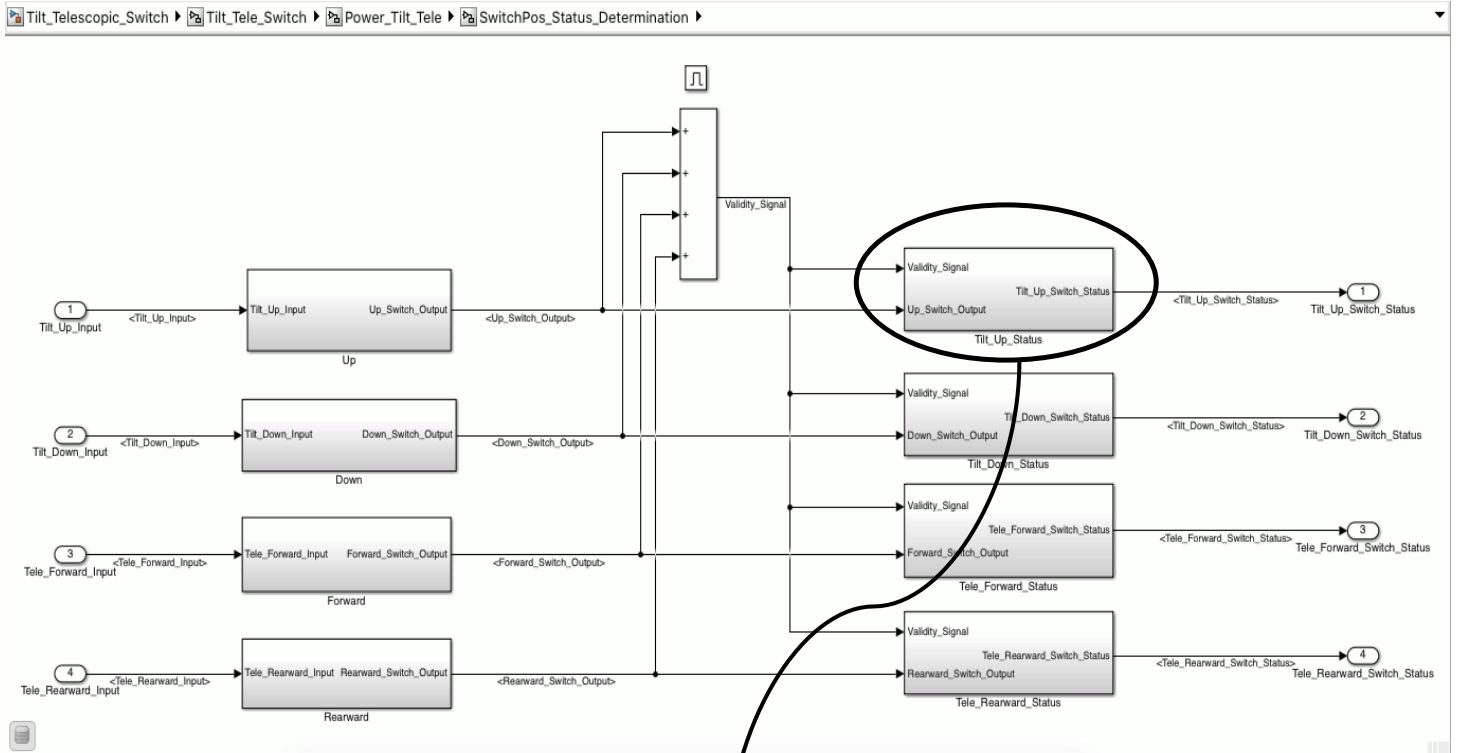 Tilt_Telescopic_Switch Tilt_Tele_Switch Power_Tilt_Tele SwitchPos_Status_Determination
+
+
+
+
Validity_Signal
1
Tilt_Up_Input
<Tilt_Up_Input>
Tilt_Up_Input Up_Switch_Output
Up
<Up_Switch_Output>
Validity_Signal
Up_Switch_Output
Tilt_Up_Switch_Status
Tilt_Up_Status
<Tilt_Up_Switch_Status>
1
Tilt_Up_Switch_Status
2
Tilt_Down_Input
<Tilt_Down_Input>
Tilt_Down_Input Down_Switch_Output
Down
<Down_Switch_Output>
Validity_Signal
Down_Switch_Output
Tilt_Down_Switch_Status
Tilt_Down_Status
<Tilt_Down_Switch_Status>
2
Tilt_Down_Switch_Status
3
Tele_Forward_Input
<Tele_Forward_Input>
Tele_Forward_Input Forward_Switch_Output
Forward
<Forward_Switch_Output>
Validity_Signal
Forward_Switch_Output
Tele_Forward_Switch_Status
Tele_Forward_Status
<Tele_Forward_Switch_Status>
3
Tele_Forward_Switch_Status
4
Tele_Rearward_Input
<Tele_Rearward_Input>
Tele_Rearward_Input Rearward_Switch_Output
Rearward
<Rearward_Switch_Output>
Validity_Signal
Rearward_Switch_Output
Tele_Rearward_Switch_Status
Tele_Rearward_Status
<Tele_Rearward_Switch_Status>
4
Tele_Rearward_Switch_Status